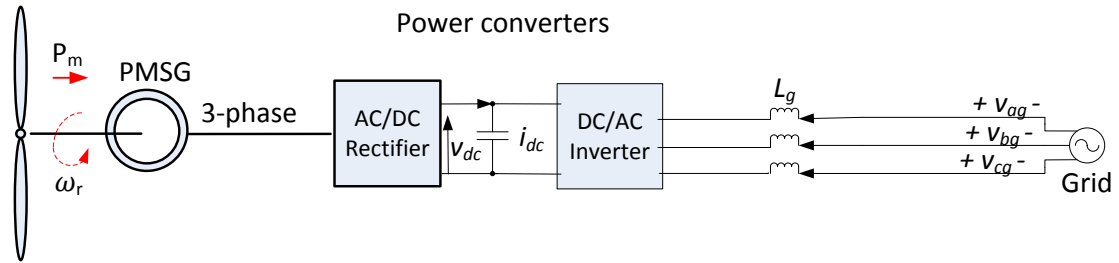 Power converters
Pm
PMSG
3-phase
ωr
AC/DC
Rectifier
vdc
idc
DC/AC
Inverter
Lg
+ vag -
+ vbg -
+ vcg -
Grid